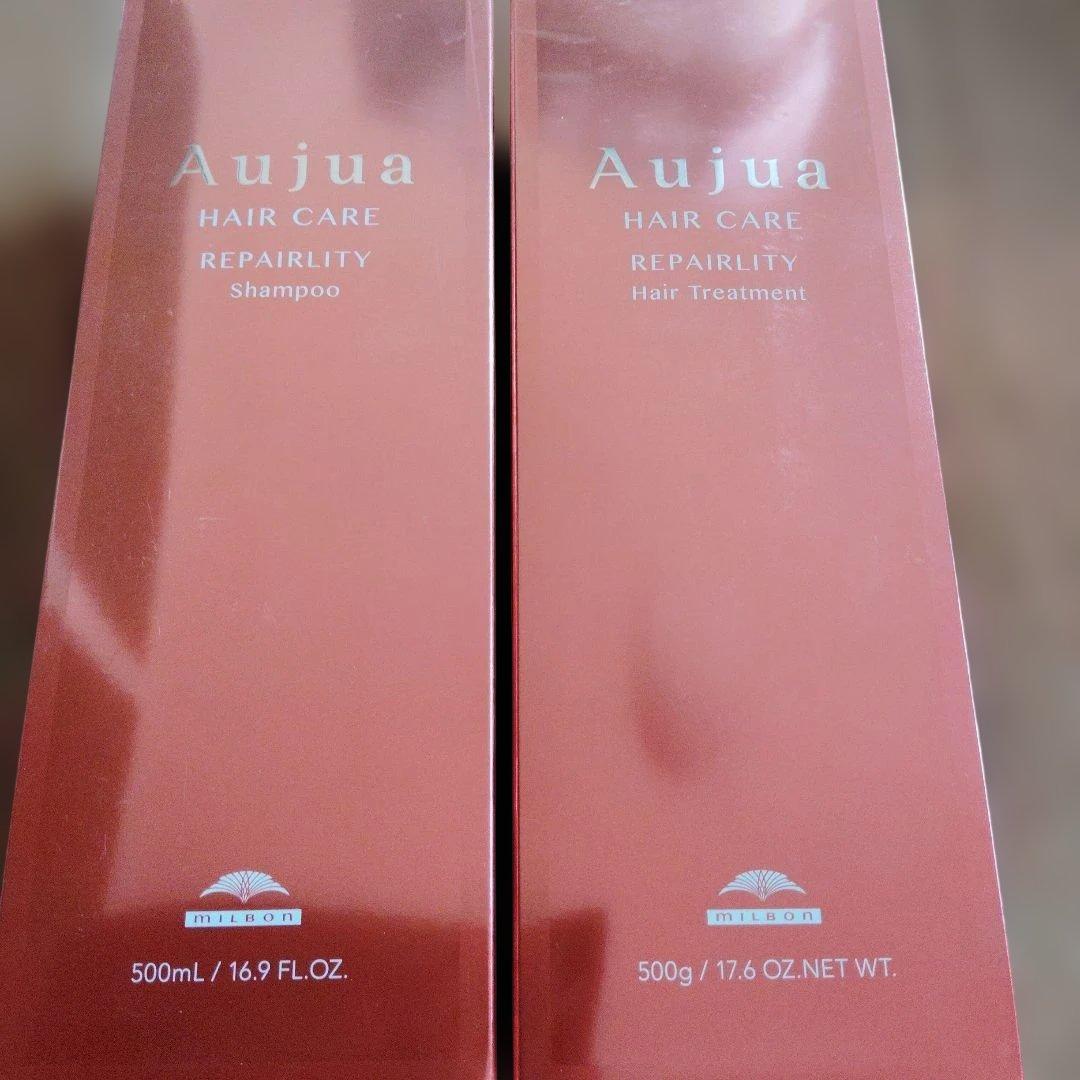 Aujua
HAIR CARE
REPAIRLITY
Shampoo
MILBON
500mL / 16.9 FL.OZ.
Aujua
HAIR CARE
REPAIRLITY
Hair Treatment
MILBON
500g / 17.6 OZ.NET WT.